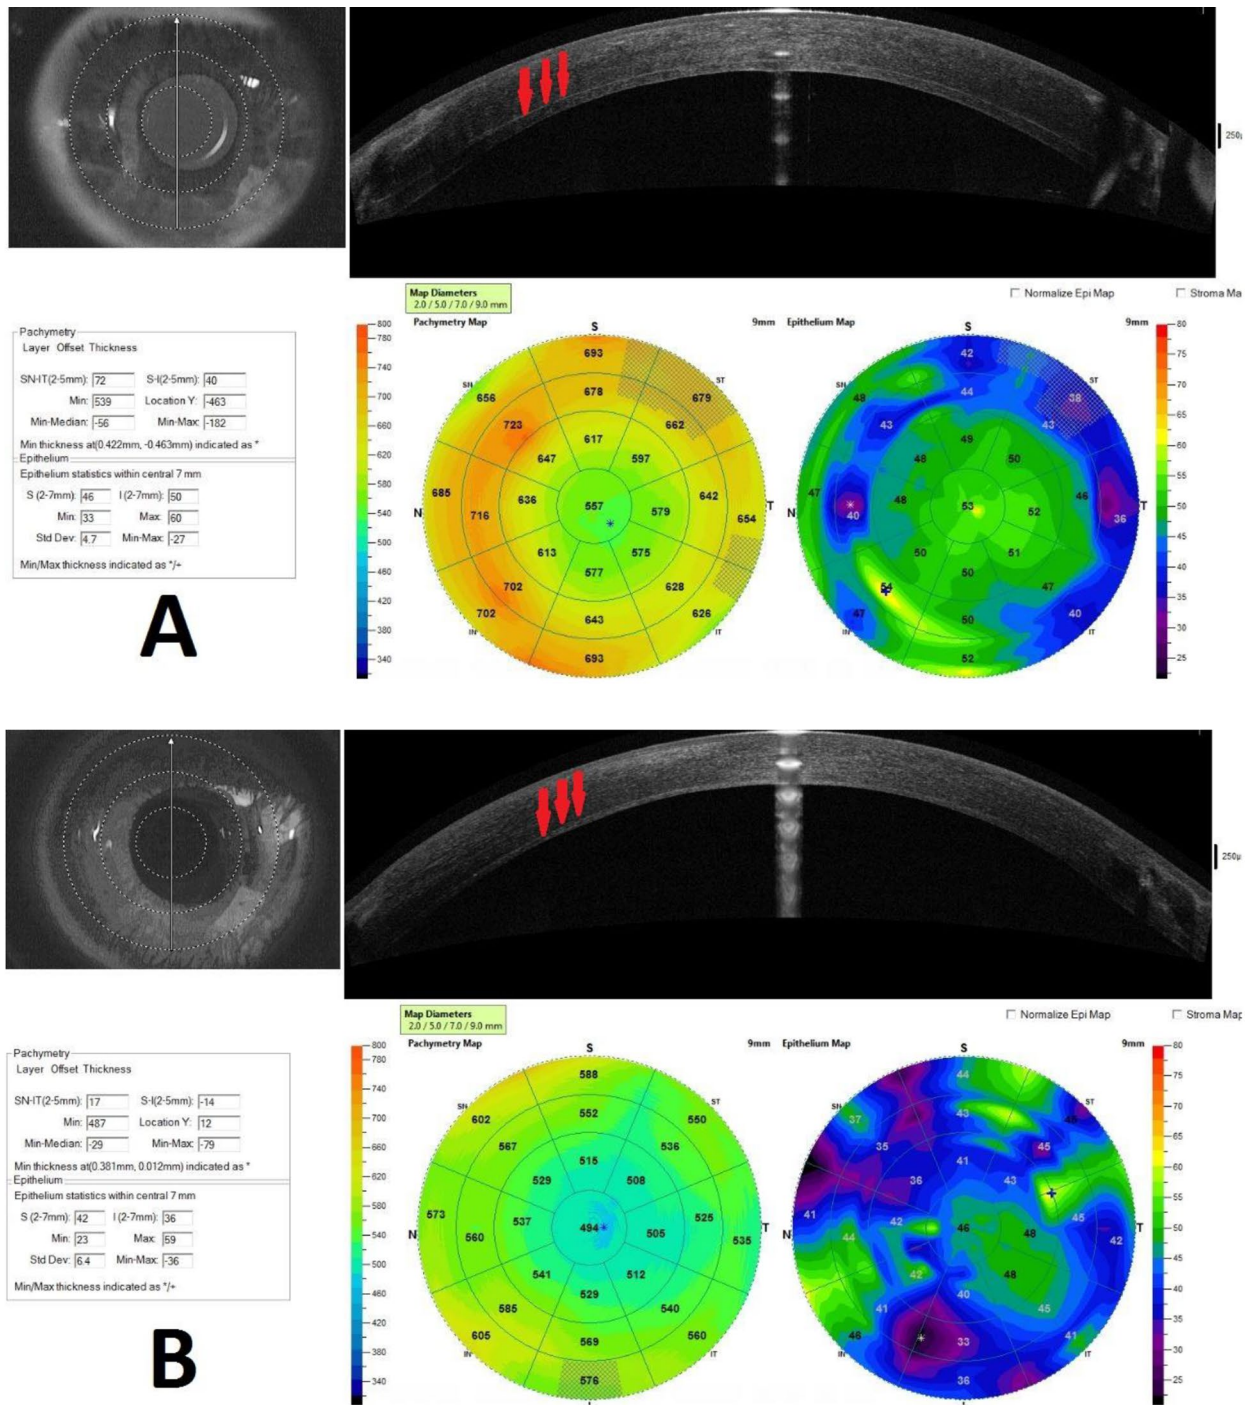 250μ
Map Diameters
2.0 / 5.0 / 7.0 / 9.0 mm
Normalize Epi Map
Stroma Ma
Pachymetry Map
9mm
Epithelium Map
9mm
Pachymetry
Layer Offset Thickness
SN-IT(2-5mm): 72 S-I(2-5mm): 40
Min: 539 Location Y: -463
Min-Median: -56 Min-Max: -182
Min thickness at(0.422mm, -0.463mm) indicated as *
Epithelium
Epithelium statistics within central 7 mm
S (2-7mm): 46 I (2-7mm): 50
Min: 33 Max: 60
Std Dev: 4.7 Min-Max: -27
Min/Max thickness indicated as */+
A
800
780
740
700
660
620
580
540
500
460
420
380
340
S
693
SN ST
656 678 679
723 662
617
647 597
685 636 642
N 716 557 579 654 T
613 575
577
702 628
702 643 626
IN IT
693
80
75
70
65
60
55
50
45
40
35
30
25
S
42
SN ST
48 44 38
43 43
49
48 50
47 48 46
N 40 53 52 36 T
50 51
50
54 47
47 50 40
IN IT
52
250μ
Map Diameters
2.0 / 5.0 / 7.0 / 9.0 mm
Normalize Epi Map
Stroma Map
Pachymetry Map
9mm
Epithelium Map
9mm
Pachymetry
Layer Offset Thickness
SN-IT(2-5mm): 17 S-I(2-5mm): -14
Min: 487 Location Y: 12
Min-Median: -29 Min-Max: -79
Min thickness at(0.381mm, 0.012mm) indicated as *
Epithelium
Epithelium statistics within central 7 mm
S (2-7mm): 42 I (2-7mm): 36
Min: 23 Max: 59
Std Dev: 6.4 Min-Max: -36
Min/Max thickness indicated as */+
B
800
780
740
700
660
620
580
540
500
460
420
380
340
S
588
SN ST
602 552 550
567 536
515
529 508
573 537 525
N 560 494 505 535 T
541 512
529
585 540
605 569 560
IN IT
576
80
75
70
65
60
55
50
45
40
35
30
25
S
44
SN ST
37 43 48
35 45
41
36 43
41 42 45
N 44 46 48 42 T
42 48
40
41 45
46 33 41
IN IT
36